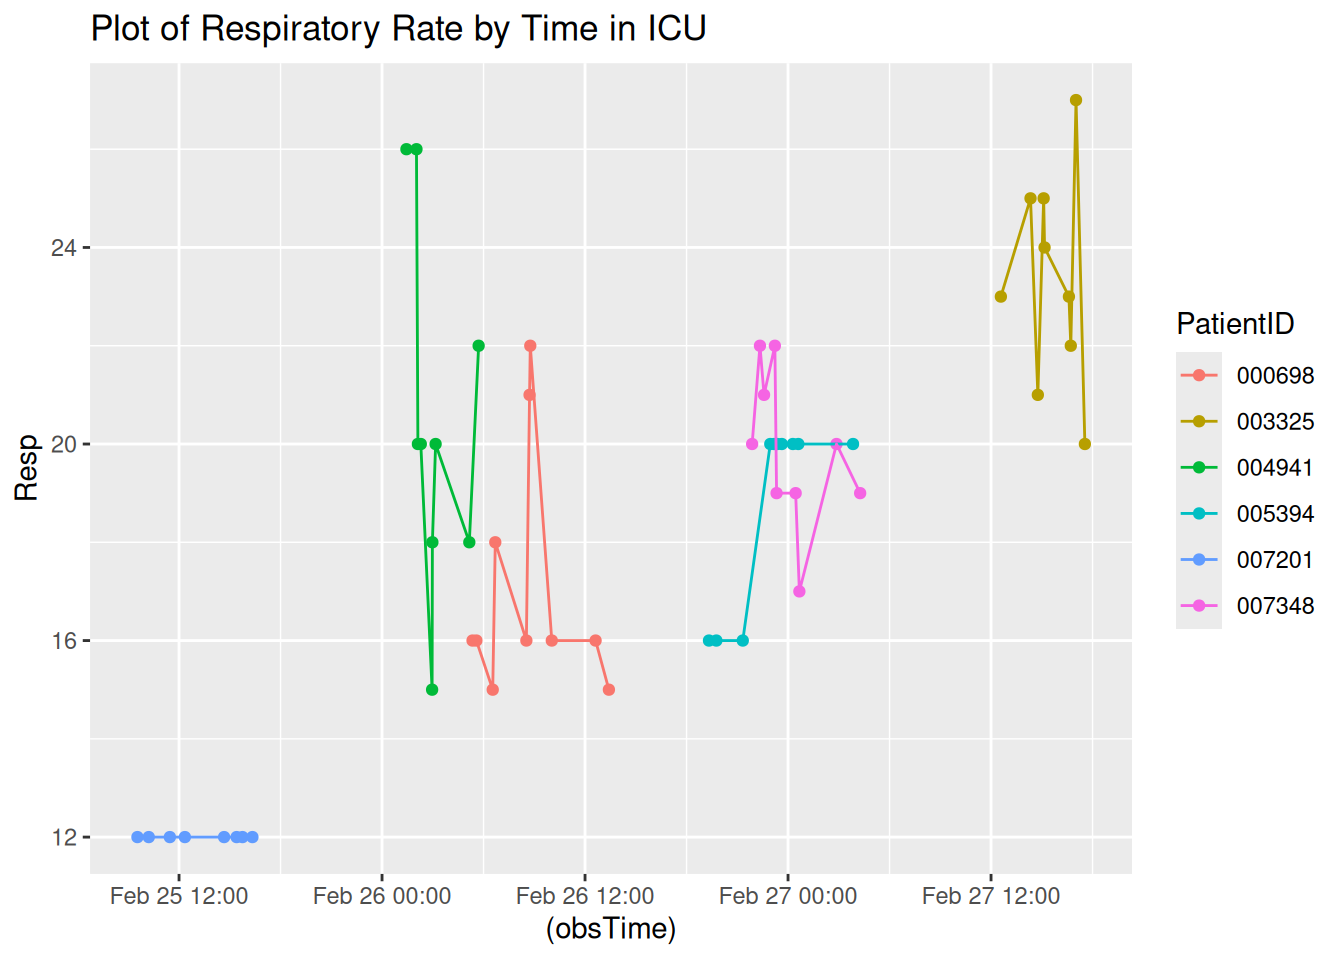 Plot of Respiratory Rate by Time in ICU
Resp
24
20
16
12
Feb 25 12:00
Feb 26 00:00
Feb 26 12:00
Feb 27 00:00
Feb 27 12:00
(obsTime)
PatientID
000698
003325
004941
005394
007201
007348